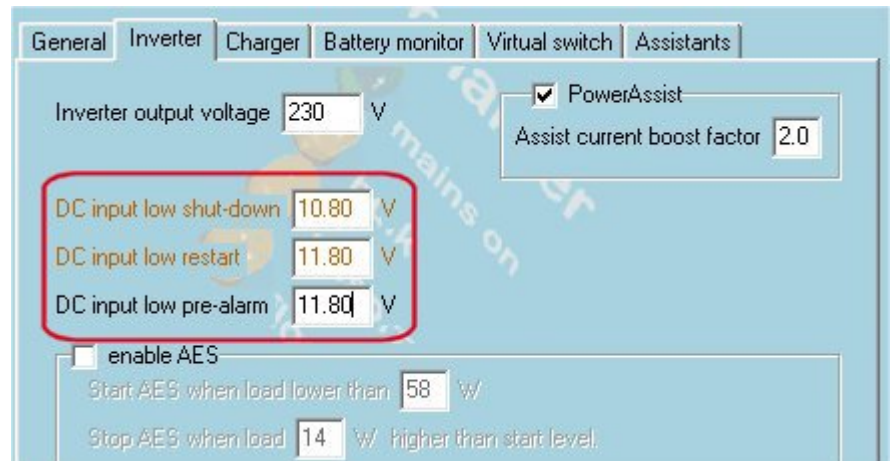 General Inverter Charger Battery monitor Virtual switch Assistants
Inverter output voltage 230 V
PowerAssist
Assist current boost factor 2.0
DC input low shut-down 10.80 V
DC input low restart 11.80 V
DC input low pre-alarm 11.80 V
enable AES
Start AES when load lower than 58 W
Stop AES when load 14 W higher than start level.
mains on